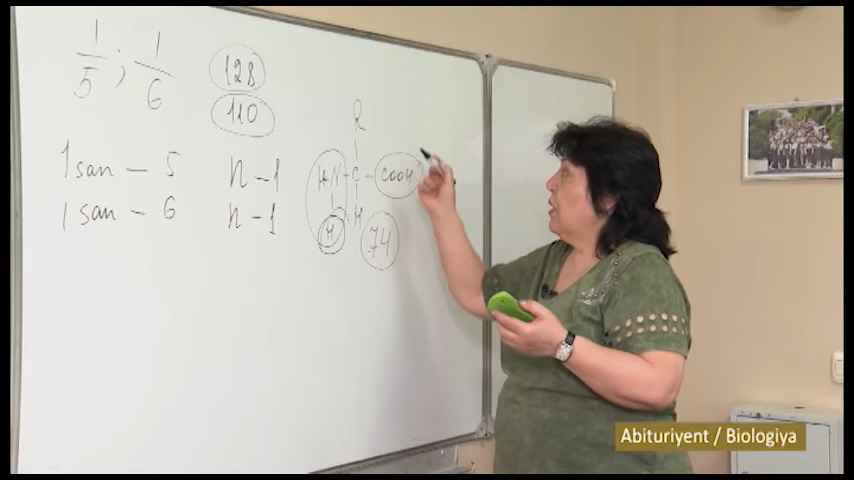 1/5 ; 1/6
128
110
1 san – 5 n – 1
1 san – 6 n – 1
R
HN – C – COOH
H H
74
Abituriyent / Biologiya